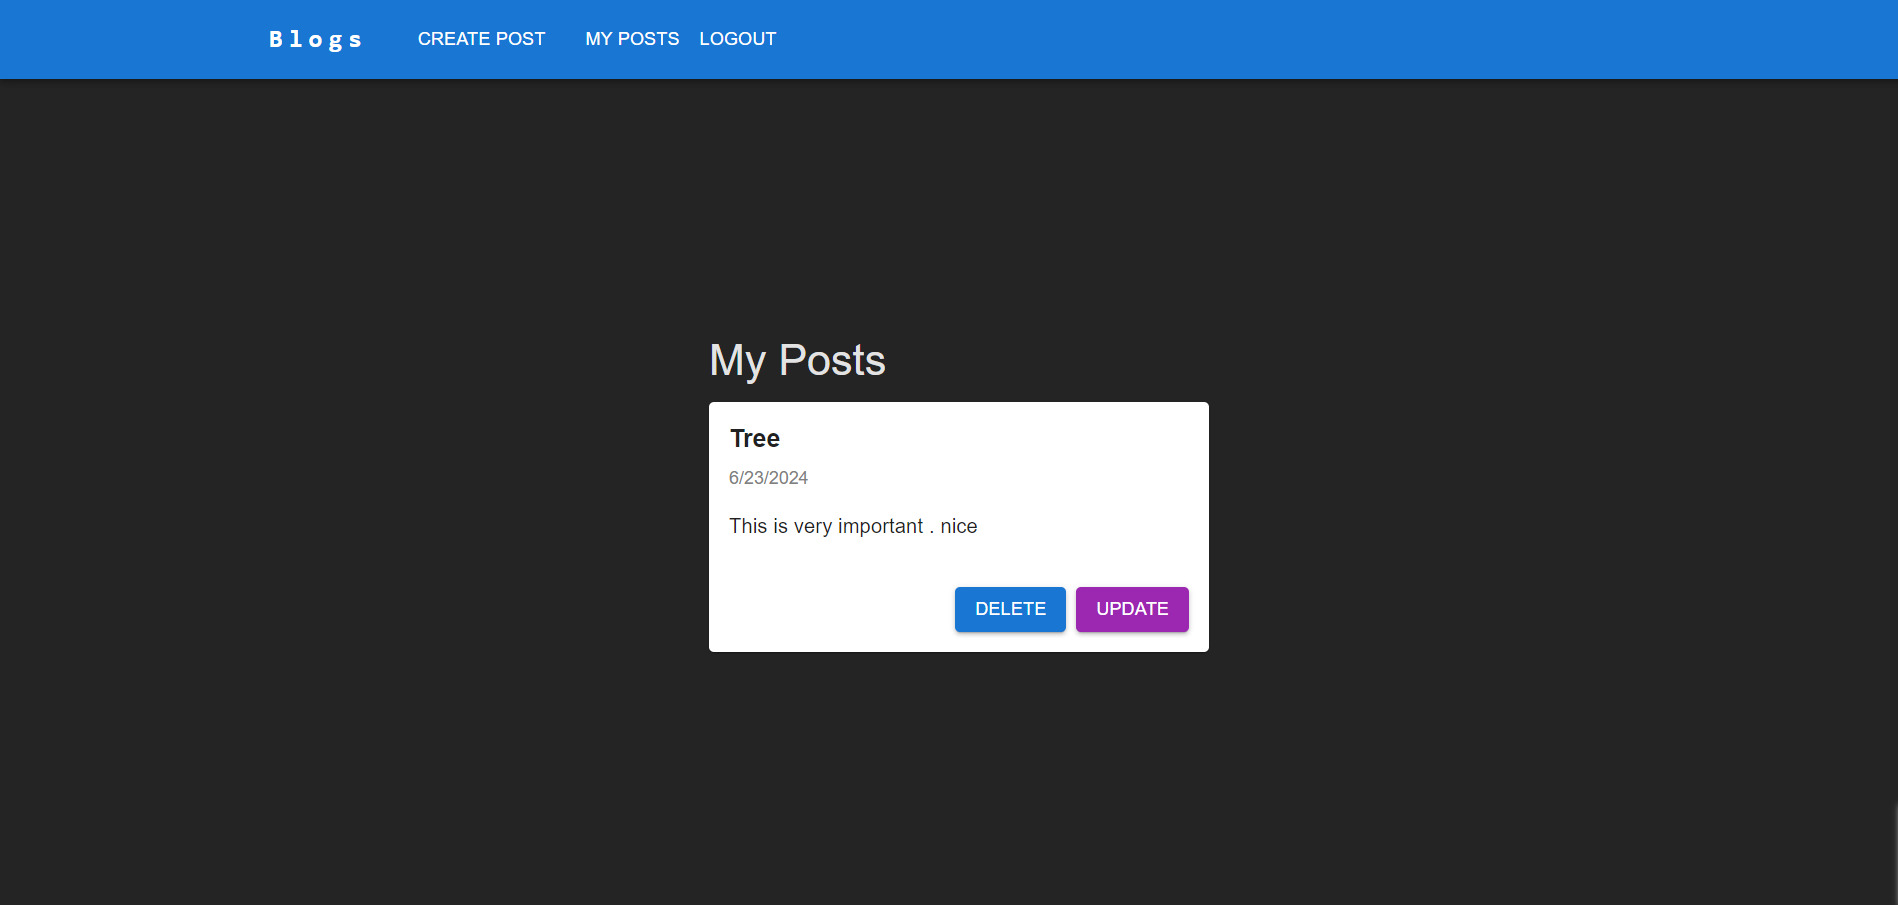 Blogs CREATE POST MY POSTS LOGOUT
My Posts
Tree
6/23/2024
This is very important . nice
DELETE UPDATE